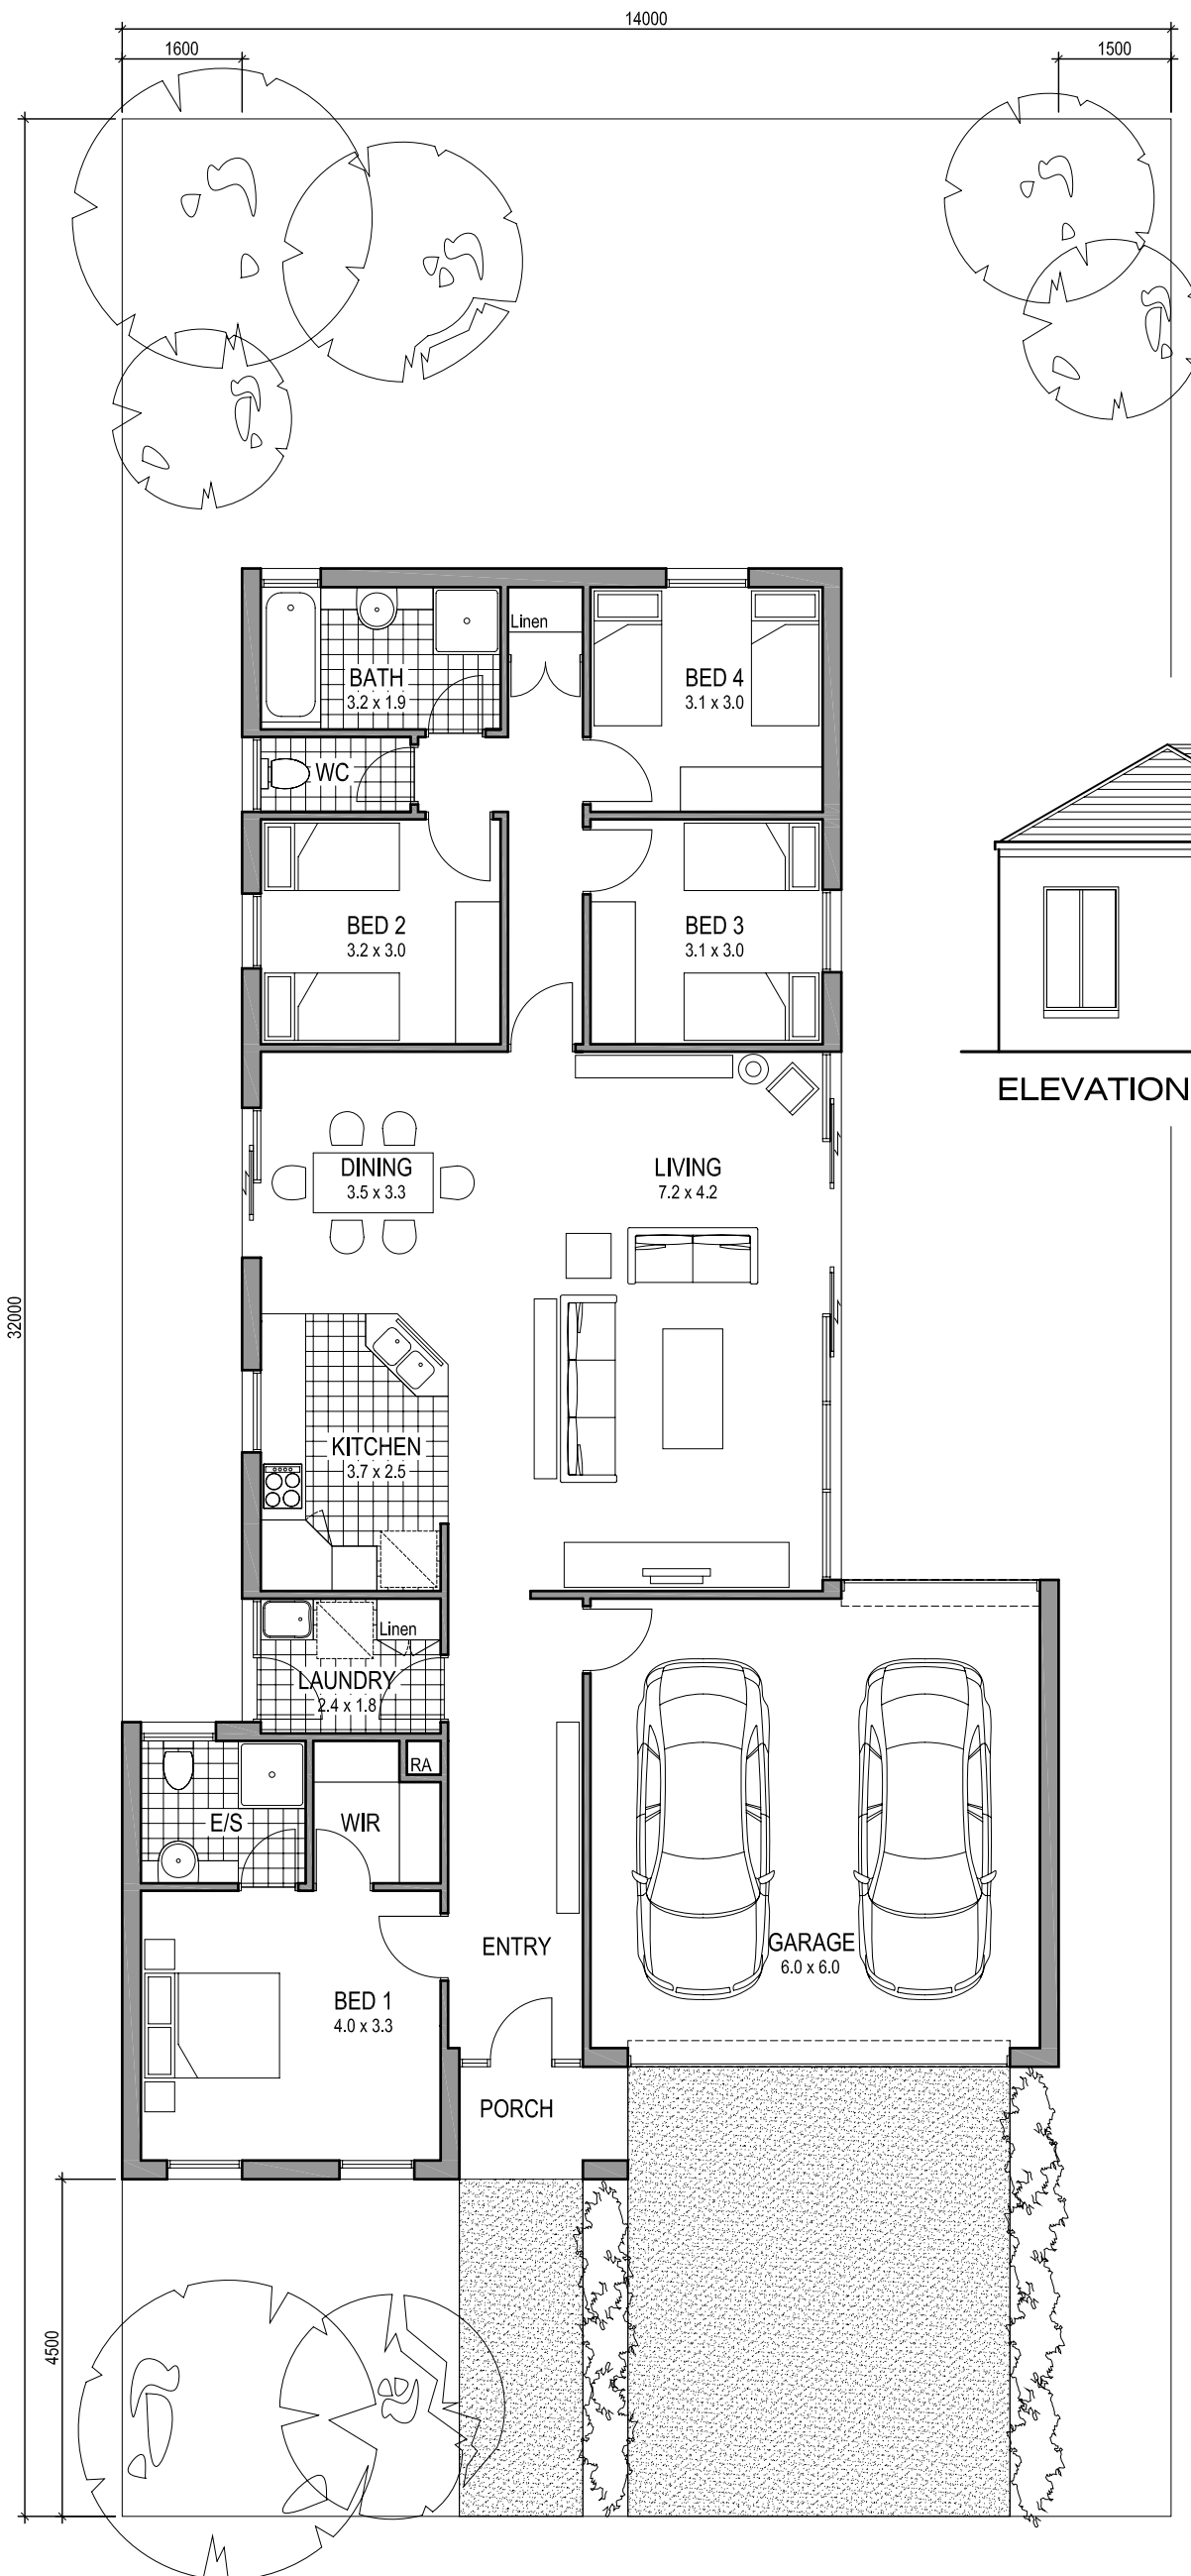 14000
1600
1500
32000
Linen
BATH
3.2 x 1.9
BED 4
3.1 x 3.0
WC
BED 2
3.2 x 3.0
BED 3
3.1 x 3.0
ELEVATION
DINING
3.5 x 3.3
LIVING
7.2 x 4.2
KITCHEN
3.7 x 2.5
Linen
LAUNDRY
2.4 x 1.8
RA
E/S
WIR
ENTRY
GARAGE
6.0 x 6.0
BED 1
4.0 x 3.3
PORCH
4500